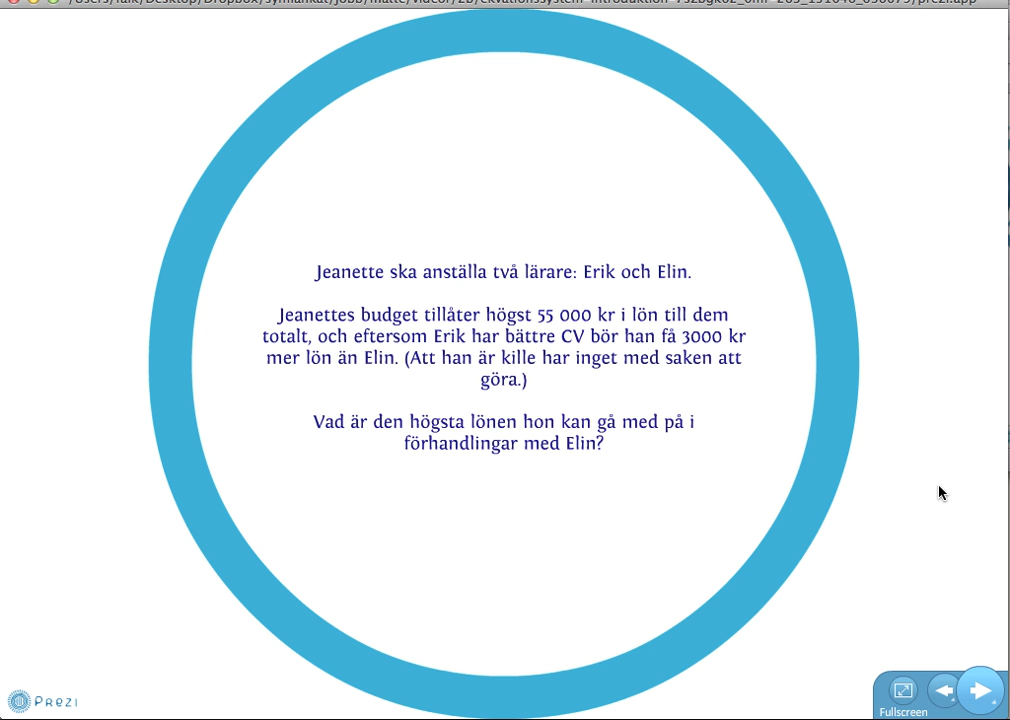 Jeanette ska anställa två lärare: Erik och Elin.
Jeanettes budget tillåter högst 55 000 kr i lön till dem
totalt, och eftersom Erik har bättre CV bör han få 3000 kr
mer lön än Elin. (Att han är kille har inget med saken att
göra.)
Vad är den högsta lönen hon kan gå med på i
förhandlingar med Elin?
Prezi
Fullscreen